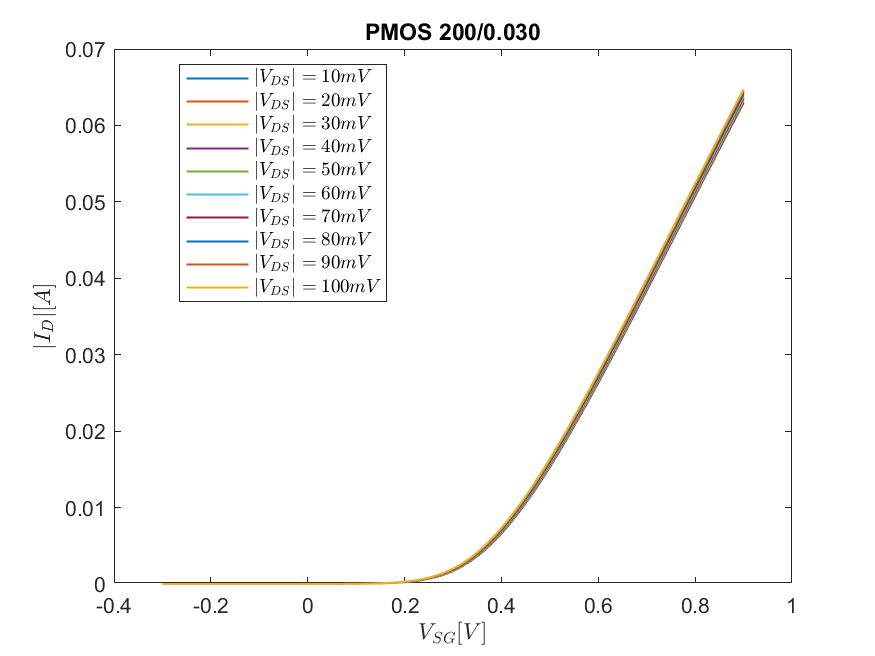 PMOS 200/0.030
0.07
0.06
0.05
0.04
0.03
0.02
0.01
0
|I_D|[A]
|V_DS| = 10mV
|V_DS| = 20mV
|V_DS| = 30mV
|V_DS| = 40mV
|V_DS| = 50mV
|V_DS| = 60mV
|V_DS| = 70mV
|V_DS| = 80mV
|V_DS| = 90mV
|V_DS| = 100mV
-0.4 -0.2 0 0.2 0.4 0.6 0.8 1
V_SG[V]